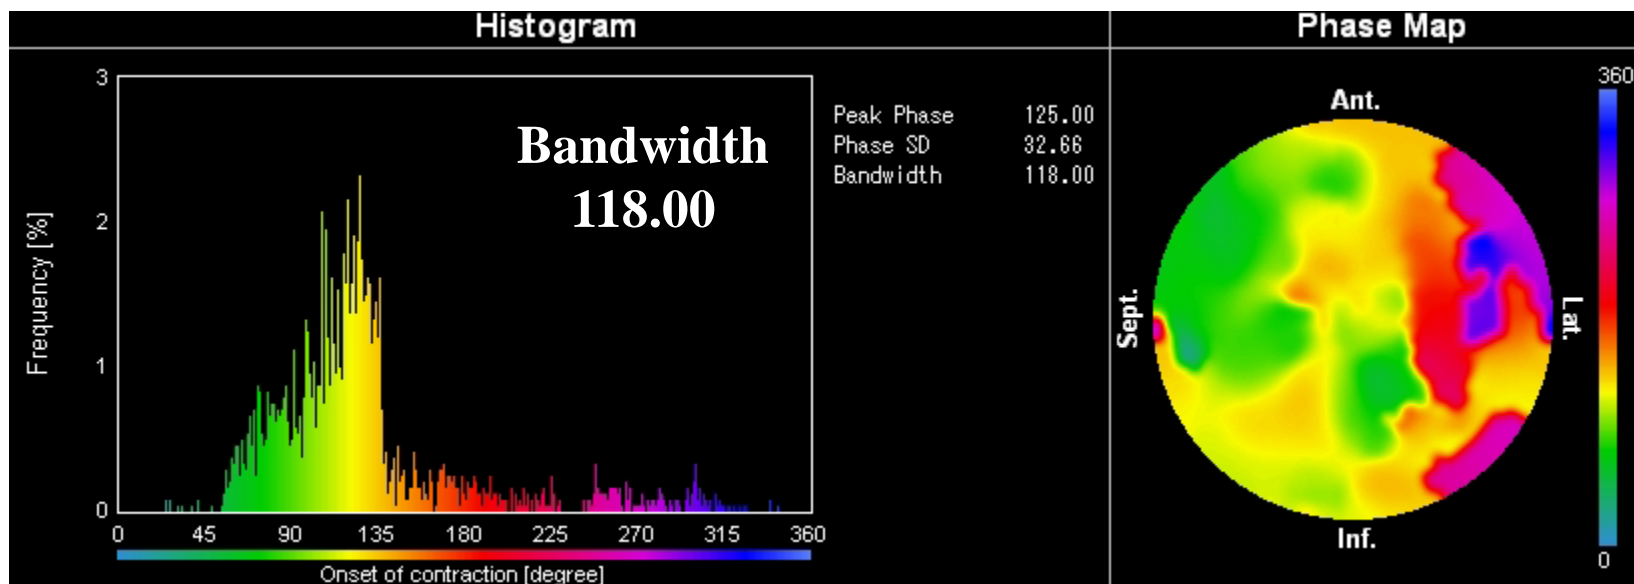 Histogram
Phase Map
3
2
1
0
Frequency [%]
Bandwidth
118.00
0 45 90 135 180 225 270 315 360
Onset of contraction [degree]
Peak Phase 125.00
Phase SD 32.66
Bandwidth 118.00
Ant.
Sept.
Lat.
Inf.
360
0